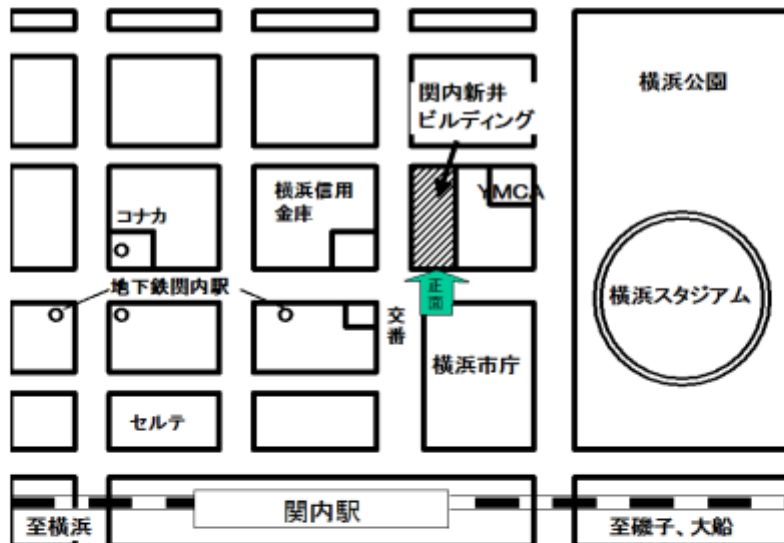 関内新井
ビルディング
横浜公園
コナカ
横浜信用
金庫
YMCA
地下鉄関内駅
正面
交番
横浜スタジアム
横浜市庁
セルテ
関内駅
至横浜
至磯子、大船